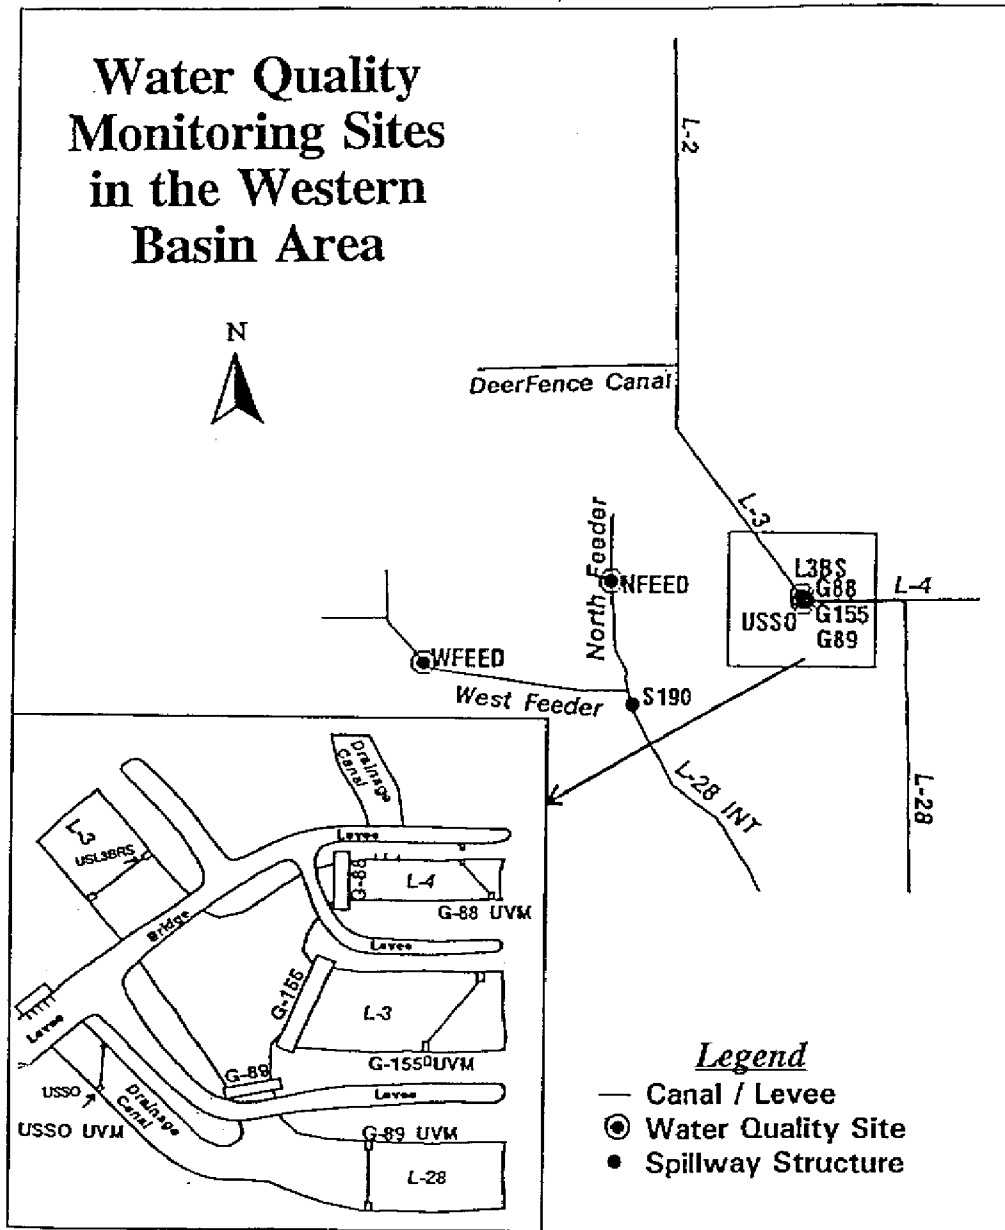 Water Quality
Monitoring Sites
in the Western
Basin Area
N
L-2
DeerFence Canal
L-3
North Feeder
NFEED
L3BS
G88
L-4
USSO
G155
G89
WFEED
West Feeder
S190
L-28 INT
L-28
Drainage
Canal
Levee
L-3
USL3BRS
G-88
L-4
G-88 UVM
Bridge
Levee
G-155
L-3
G-155 UVM
Levee
G-89
Levee
USSO
USSO UVM
Drainage
Canal
G-89 UVM
L-28
Legend
Canal / Levee
Water Quality Site
Spillway Structure